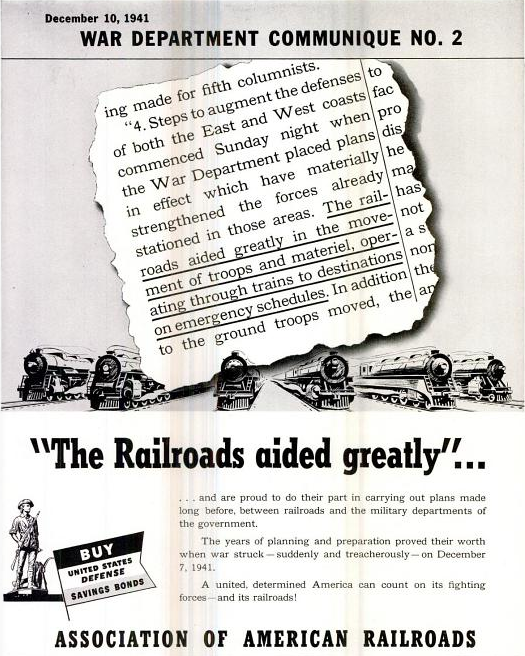 December 10, 1941
WAR DEPARTMENT COMMUNIQUE NO. 2
ing made for fifth columnists.
"4. Steps to augment the defenses to
of both the East and West coasts fac
commenced Sunday night when pro
the War Department placed plans dis
in effect which have materially he
strengthened the forces already ma
stationed in those areas. The rail- has
roads aided greatly in the move- not
ment of troops and materiel, oper- a s
ating through trains to destinations non
on emergency schedules. In addition the
to the ground troops moved, the an
"The Railroads aided greatly"...
. . . and are proud to do their part in carrying out plans made
long before, between railroads and the military departments of
the government.
The years of planning and preparation proved their worth
when war struck—suddenly and treacherously—on December
7, 1941.
A united, determined America can count on its fighting
forces—and its railroads!
BUY
UNITED STATES
DEFENSE
SAVINGS BONDS
ASSOCIATION OF AMERICAN RAILROADS